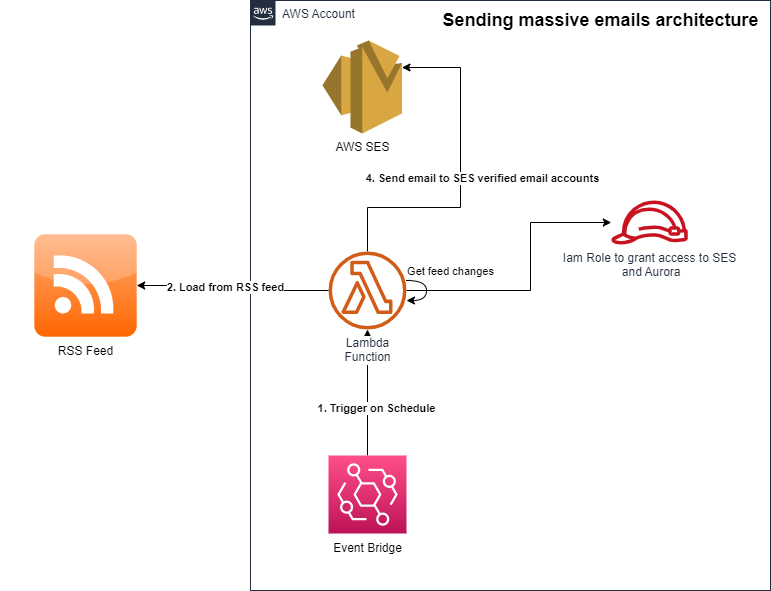 aws
AWS Account
Sending massive emails architecture
AWS SES
4. Send email to SES verified email accounts
Iam Role to grant access to SES
and Aurora
Get feed changes
2. Load from RSS feed
RSS Feed
Lambda
Function
1. Trigger on Schedule
Event Bridge